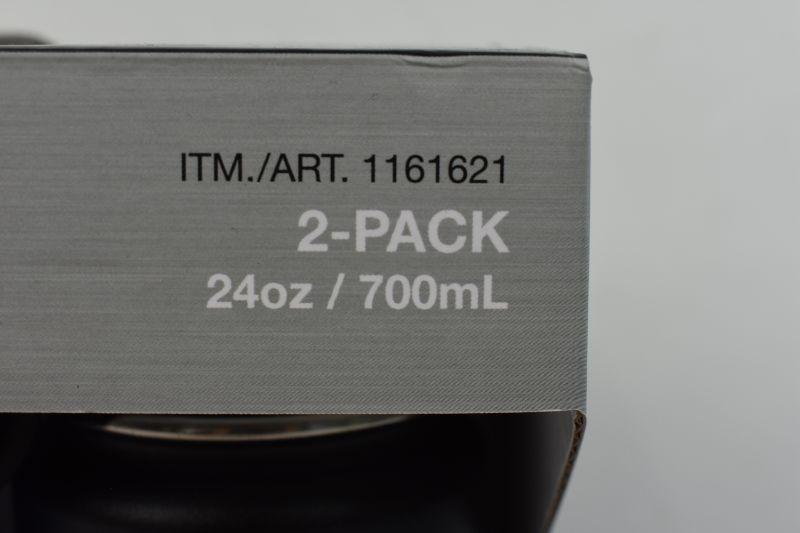 ITM./ART. 1161621
2-PACK
24oz / 700mL